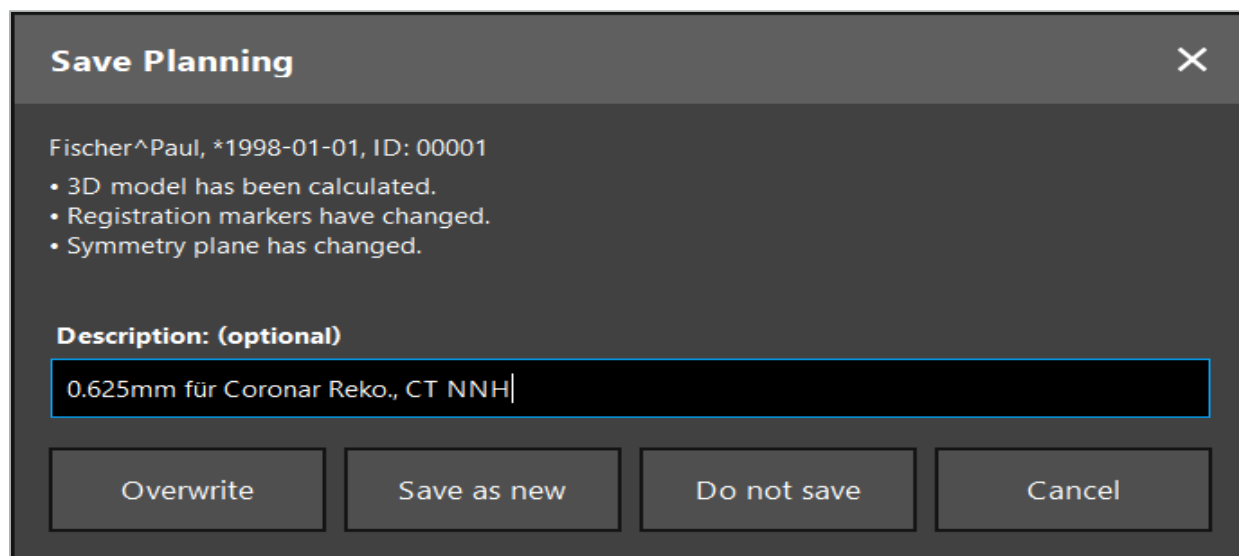 Save Planning
Fischer^Paul, *1998-01-01, ID: 00001
• 3D model has been calculated.
• Registration markers have changed.
• Symmetry plane has changed.
Description: (optional)
0.625mm für Coronar Reko., CT NNH
Overwrite Save as new Do not save Cancel